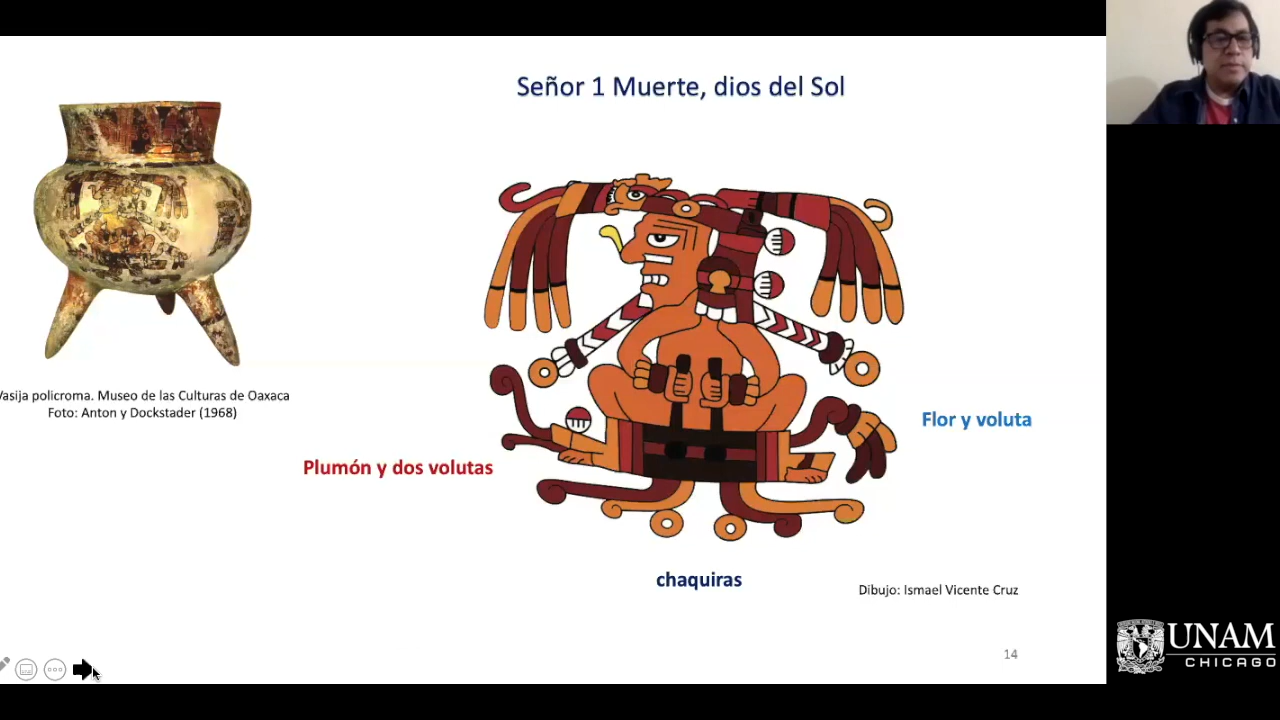 Señor 1 Muerte, dios del Sol
Vasija policroma. Museo de las Culturas de Oaxaca
Foto: Anton y Dockstader (1968)
Flor y voluta
Plumón y dos volutas
chaquiras
Dibujo: Ismael Vicente Cruz
14
UNAM
CHICAGO